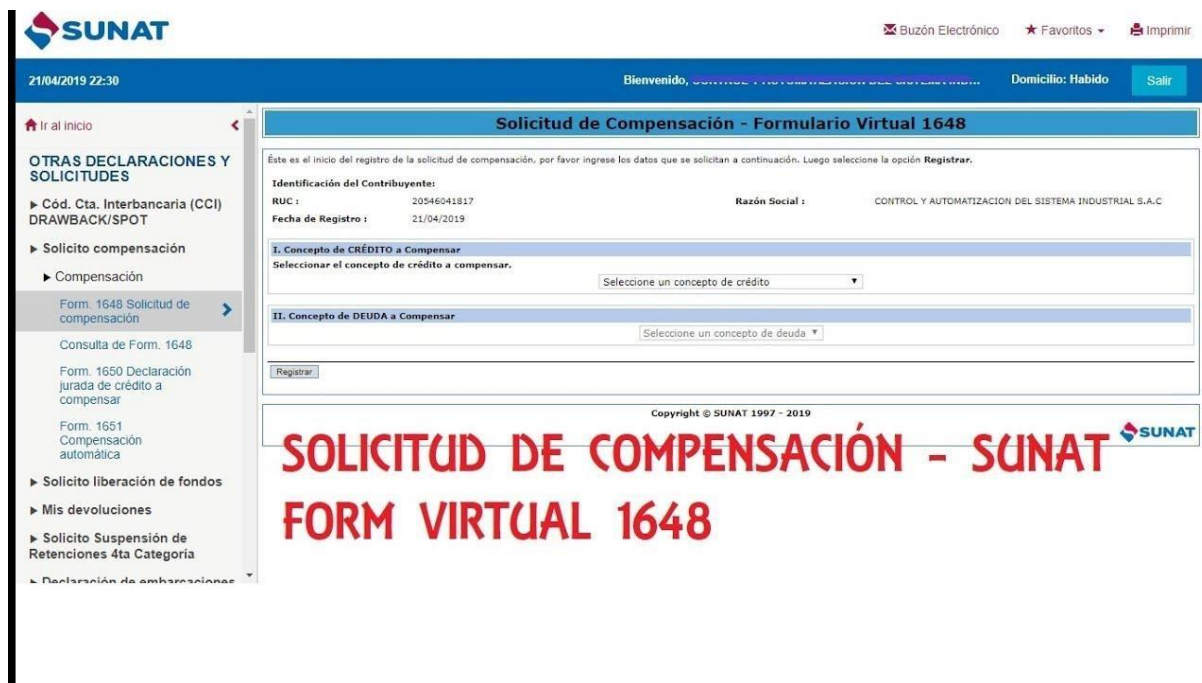 SUNAT
Buzón Electrónico Favoritos Imprimir
21/04/2019 22:30 Bienvenido, Domicilio: Habido Salir
Ir al inicio
OTRAS DECLARACIONES Y
SOLICITUDES
Cód. Cta. Interbancaria (CCI)
DRAWBACK/SPOT
Solicito compensación
Compensación
Form. 1648 Solicitud de
compensación
Consulta de Form. 1648
Form. 1650 Declaración
jurada de crédito a
compensar
Form. 1651
Compensación
automática
Solicito liberación de fondos
Mis devoluciones
Solicito Suspensión de
Retenciones 4ta Categoría
Declaración de embarcaciones
Solicitud de Compensación - Formulario Virtual 1648
Éste es el inicio del registro de la solicitud de compensación, por favor ingrese los datos que se solicitan a continuación. Luego seleccione la opción Registrar.
Identificación del Contribuyente:
RUC : 20546041817 Razón Social : CONTROL Y AUTOMATIZACION DEL SISTEMA INDUSTRIAL S.A.C
Fecha de Registro : 21/04/2019
I. Concepto de CRÉDITO a Compensar
Seleccionar el concepto de crédito a compensar.
Seleccione un concepto de crédito
II. Concepto de DEUDA a Compensar
Seleccione un concepto de deuda
Registrar
Copyright © SUNAT 1997 - 2019
SUNAT
SOLICITUD DE COMPENSACIÓN - SUNAT
FORM VIRTUAL 1648